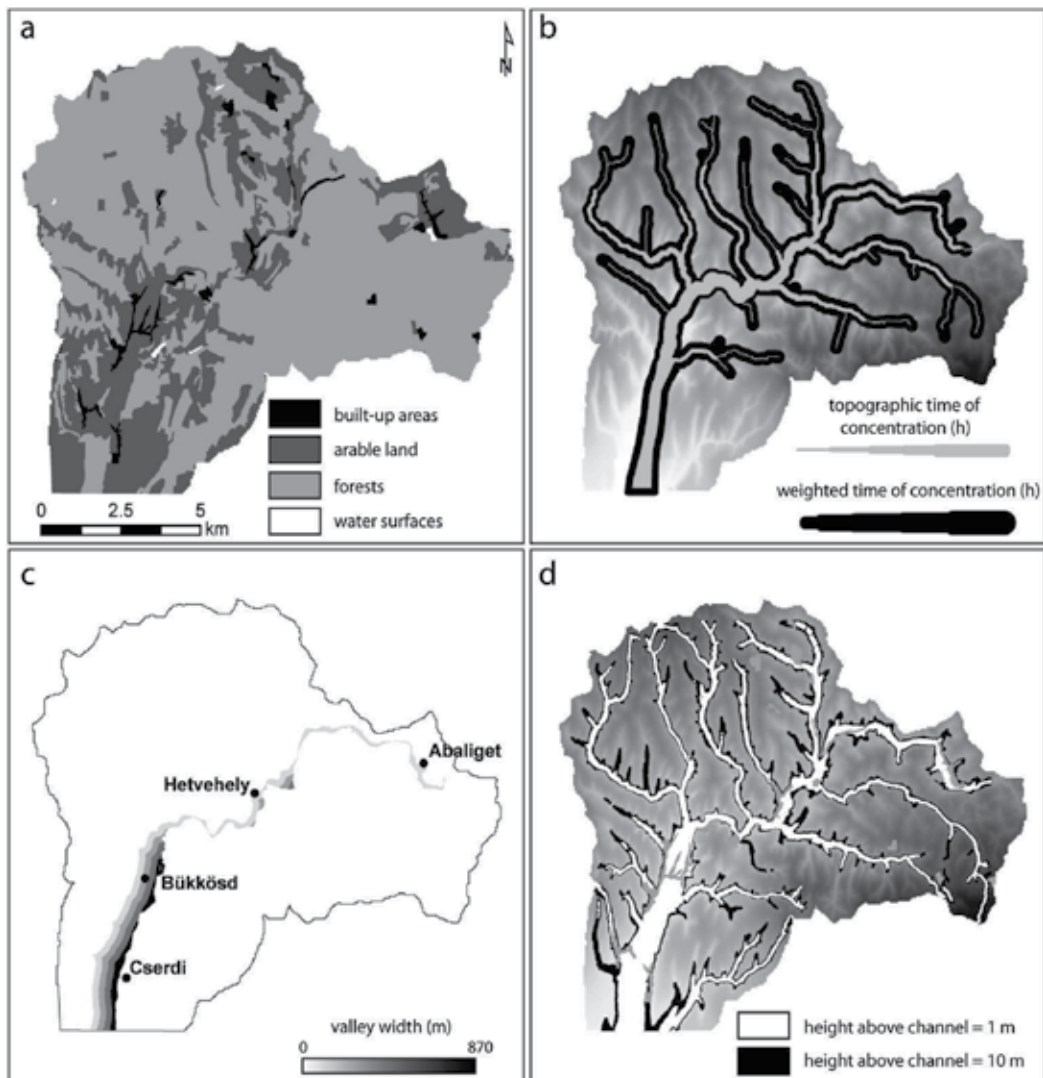 a
N
built-up areas
arable land
forests
water surfaces
0 2.5 5
km
b
topographic time of
concentration (h)
weighted time of concentration (h)
c
Abaliget
Hetvehely
Bükkösd
Cserdi
valley width (m)
0 870
d
height above channel = 1 m
height above channel = 10 m